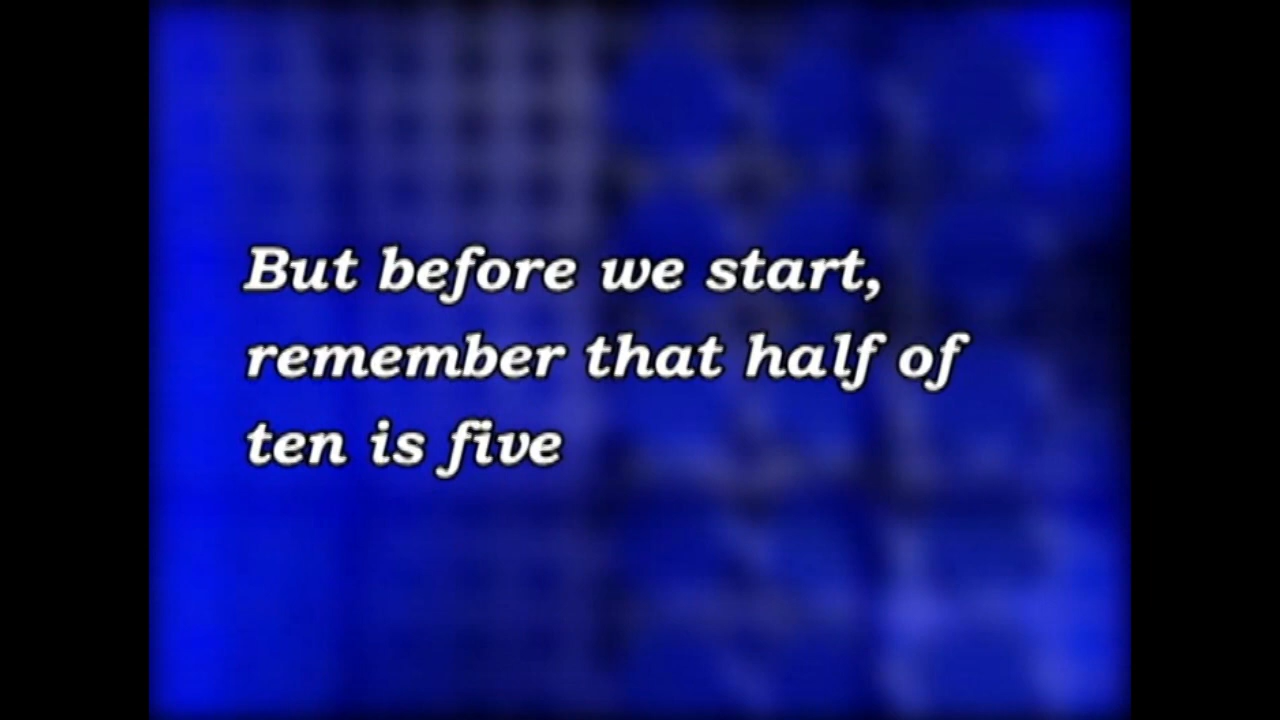 But before we start,
remember that half of
ten is five